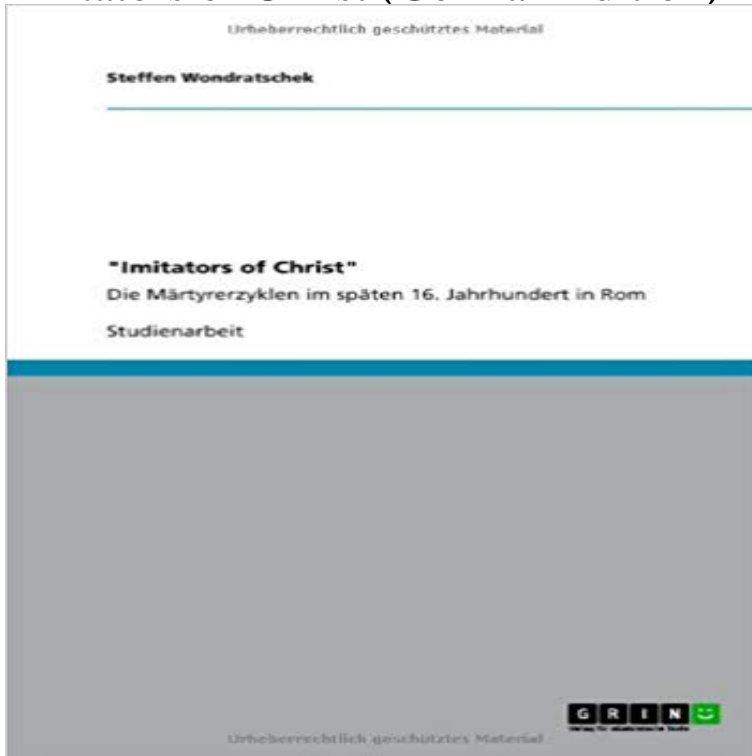 Urheberrechtlich geschütztes Material
Steffen Wondratschek
"Imitators of Christ"
Die Märtyrerzyklen im späten 16. Jahrhundert in Rom
Studienarbeit
G R I N
Urheberrechtlich geschütztes Material